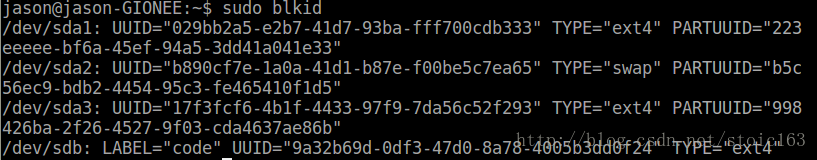 jason@jason-GIONEE:~$ sudo blkid
/dev/sda1: UUID="029bb2a5-e2b7-41d7-93ba-fff700cdb333" TYPE="ext4" PARTUUID="223
eeeee-bf6a-45ef-94a5-3dd41a041e33"
/dev/sda2: UUID="b890cf7e-1a0a-41d1-b87e-f00be5c7ea65" TYPE="swap" PARTUUID="b5c
56ec9-bdb2-4454-95c3-fe465410f1d5"
/dev/sda3: UUID="17f3fcf6-4b1f-4433-97f9-7da56c52f293" TYPE="ext4" PARTUUID="998
426ba-2f26-4527-9f03-cda4637ae86b"
http://blog.csdn.net/stoic163
/dev/sdb: LABEL="code" UUID="9a32b69d-0df3-47d0-8a78-4005b3dd0f24" TYPE="ext4"